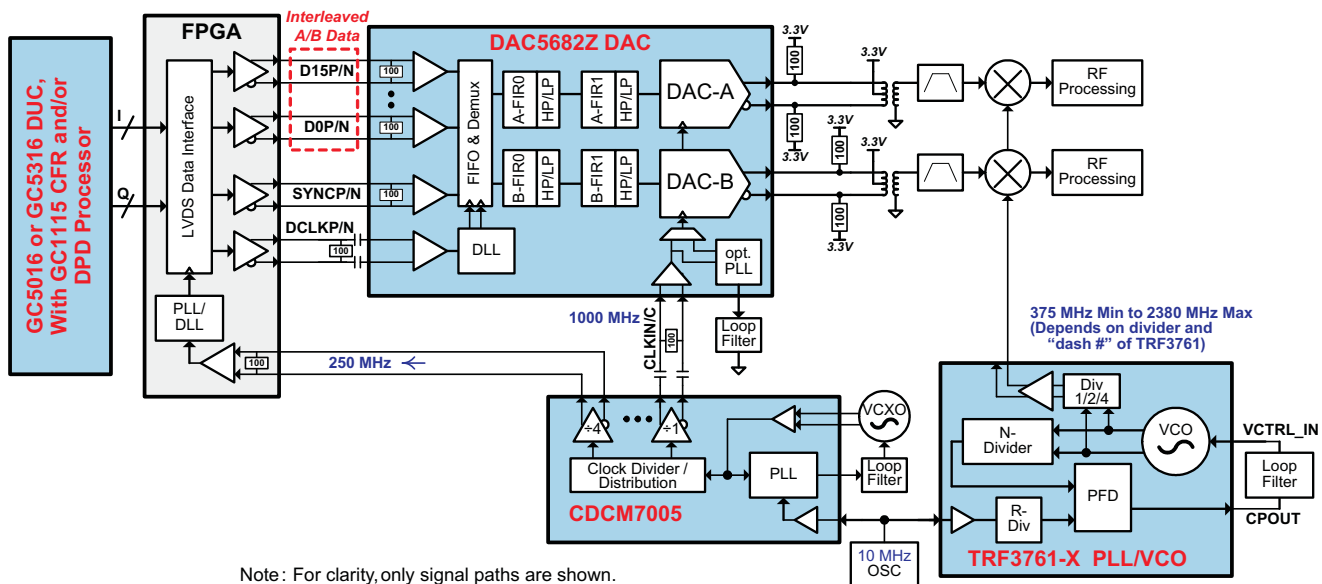 GC5016 or GC5316 DUC,
With GC1115 CFR and/or
DPD Processor
I
Q
FPGA
LVDS Data Interface
PLL/
DLL
100
Interleaved
A/B Data
D15P/N
D0P/N
SYNCP/N
DCLKP/N
100
250 MHz
DAC5682Z DAC
100
100
100
FIFO & Demux
DLL
A-FIR0
HP/LP
A-FIR1
HP/LP
B-FIR0
HP/LP
B-FIR1
HP/LP
DAC-A
DAC-B
opt.
PLL
Loop
Filter
1000 MHz
CLKIN/C
100
3.3V
100
3.3V
100
3.3V
3.3V
100
3.3V
100
3.3V
RF
Processing
RF
Processing
375 MHz Min to 2380 MHz Max
(Depends on divider and
"dash #" of TRF3761)
÷4
÷1
Clock Divider /
Distribution
PLL
VCXO
Loop
Filter
CDCM7005
10 MHz
OSC
Div
1/2/4
N-
Divider
VCO
PFD
R-
Div
VCTRL_IN
Loop
Filter
CPOUT
TRF3761-X PLL/VCO
Note: For clarity, only signal paths are shown.